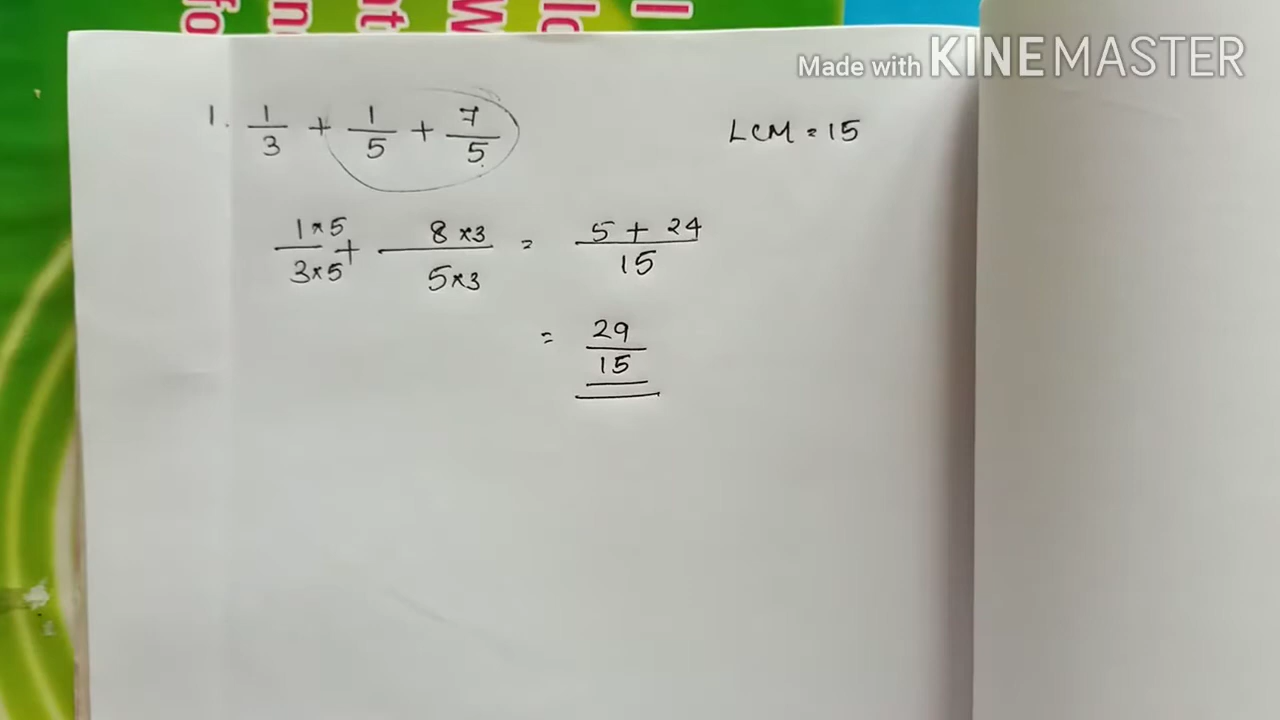 Made with KINEMASTER
1. 1/3 + 1/5 + 7/5
LCM = 15
1×5/3×5 + 8×3/5×3 = 5 + 24/15
= 29/15